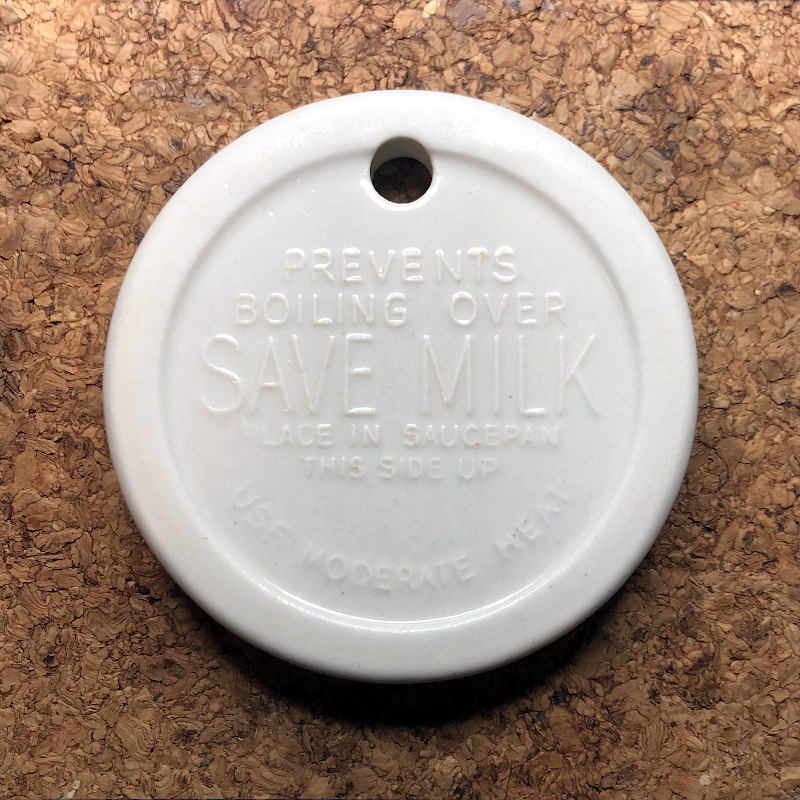 PREVENTS
BOILING OVER
SAVE MILK
PLACE IN SAUCEPAN
THIS SIDE UP
USE MODERATE HEAT